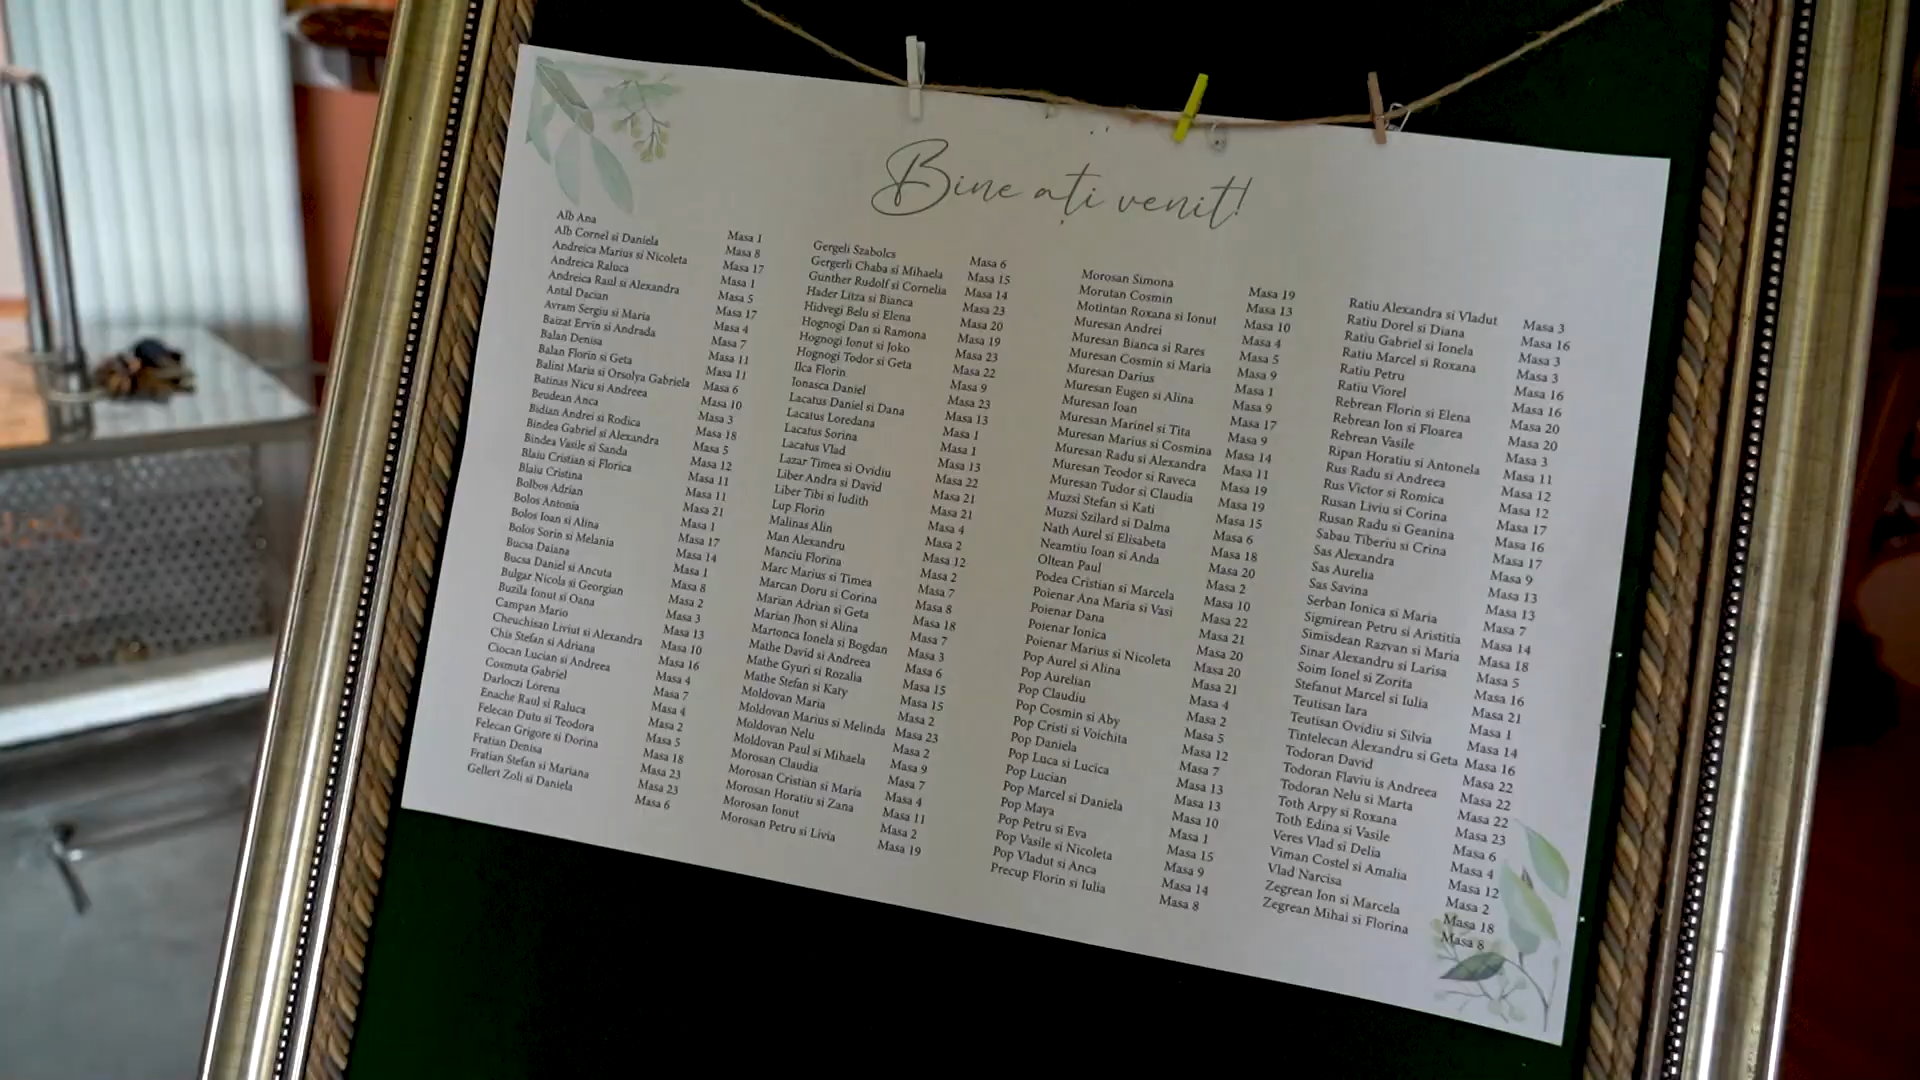 Bine ați venit!
Alb Ana Masa 1
Alb Cornel si Daniela Masa 8
Andreica Marius si Nicoleta Masa 17
Andreica Raluca Masa 1
Andreica Raul si Alexandra Masa 5
Antal Dacian Masa 17
Avram Sergiu si Maria Masa 4
Baizat Ervin si Andrada Masa 7
Balan Denisa Masa 11
Balan Florin si Geta Masa 11
Balini Maria si Orsolya Gabriela Masa 6
Batinas Nicu si Andreea Masa 10
Beudean Anca Masa 3
Bidian Andrei si Rodica Masa 18
Bindea Gabriel si Alexandra Masa 5
Bindea Vasile si Sanda Masa 12
Blaiu Cristian si Florica Masa 11
Blaiu Cristina Masa 11
Bolbos Adrian Masa 21
Bolos Antonia Masa 1
Bolos Ioan si Alina Masa 17
Bolos Sorin si Melania Masa 14
Bucsa Daiana Masa 1
Bucsa Daniel si Ancuta Masa 8
Bulgar Nicola si Georgian Masa 2
Buzila Ionut si Oana Masa 3
Campan Mario Masa 13
Cheuchisan Liviut si Alexandra Masa 10
Chis Stefan si Adriana Masa 16
Ciocan Lucian si Andreea Masa 4
Cosmuta Gabriel Masa 7
Darloczi Lorena Masa 4
Enache Raul si Raluca Masa 2
Felecan Dutu si Teodora Masa 5
Felecan Grigore si Dorina Masa 18
Fratian Denisa Masa 23
Fratian Stefan si Mariana Masa 23
Gellert Zoli si Daniela Masa 6
Gergeli Szabolcs Masa 6
Gergerli Chaba si Mihaela Masa 15
Gunther Rudolf si Cornelia Masa 14
Hader Litza si Bianca Masa 23
Hidvegi Belu si Elena Masa 20
Hognogi Dan si Ramona Masa 19
Hognogi Ionut si Joko Masa 23
Hognogi Todor si Geta Masa 22
Ilca Florin Masa 9
Ionasca Daniel Masa 23
Lacatus Daniel si Dana Masa 13
Lacatus Loredana Masa 1
Lacatus Sorina Masa 1
Lacatus Vlad Masa 13
Lazar Timea si Ovidiu Masa 22
Liber Andra si David Masa 21
Liber Tibi si Iudith Masa 21
Lup Florin Masa 4
Malinas Alin Masa 2
Man Alexandru Masa 12
Manciu Florina Masa 2
Marc Marius si Timea Masa 7
Marcan Doru si Corina Masa 8
Marian Adrian si Geta Masa 18
Marian Jhon si Alina Masa 7
Martonca Ionela si Bogdan Masa 3
Mathe David si Andreea Masa 6
Mathe Gyuri si Rozalia Masa 15
Mathe Stefan si Katy Masa 15
Moldovan Maria Masa 2
Moldovan Marius si Melinda Masa 23
Moldovan Nelu Masa 2
Moldovan Paul si Mihaela Masa 9
Morosan Claudia Masa 7
Morosan Cristian si Maria Masa 4
Morosan Horatiu si Zana Masa 11
Morosan Ionut Masa 2
Morosan Petru si Livia Masa 19
Morosan Simona Masa 19
Morutan Cosmin Masa 13
Motintan Roxana si Ionut Masa 10
Muresan Andrei Masa 4
Muresan Bianca si Rares Masa 5
Muresan Cosmin si Maria Masa 9
Muresan Darius Masa 1
Muresan Eugen si Alina Masa 9
Muresan Ioan Masa 17
Muresan Marinel si Tita Masa 9
Muresan Marius si Cosmina Masa 14
Muresan Radu si Alexandra Masa 11
Muresan Teodor si Raveca Masa 19
Muresan Tudor si Claudia Masa 19
Muzsi Stefan si Kati Masa 15
Muzsi Szilard si Dalma Masa 6
Nath Aurel si Elisabeta Masa 18
Neamtiu Ioan si Anda Masa 20
Oltean Paul Masa 2
Podea Cristian si Marcela Masa 10
Poienar Ana Maria si Vasi Masa 22
Poienar Dana Masa 21
Poienar Ionica Masa 20
Poienar Marius si Nicoleta Masa 20
Pop Aurel si Alina Masa 21
Pop Aurelian Masa 4
Pop Claudiu Masa 2
Pop Cosmin si Aby Masa 5
Pop Cristi si Voichita Masa 12
Pop Daniela Masa 7
Pop Luca si Lucica Masa 13
Pop Lucian Masa 13
Pop Marcel si Daniela Masa 10
Pop Maya Masa 1
Pop Petru si Eva Masa 15
Pop Vasile si Nicoleta Masa 9
Pop Vladut si Anca Masa 14
Precup Florin si Iulia Masa 8
Ratiu Alexandra si Vladut Masa 3
Ratiu Dorel si Diana Masa 16
Ratiu Gabriel si Ionela Masa 3
Ratiu Marcel si Roxana Masa 3
Ratiu Petru Masa 16
Ratiu Viorel Masa 16
Rebrean Florin si Elena Masa 20
Rebrean Ion si Floarea Masa 20
Rebrean Vasile Masa 3
Ripan Horatiu si Antonela Masa 11
Rus Radu si Andreea Masa 12
Rus Victor si Romica Masa 12
Rusan Liviu si Corina Masa 17
Rusan Radu si Geanina Masa 16
Sabau Tiberiu si Crina Masa 17
Sas Alexandra Masa 9
Sas Aurelia Masa 13
Sas Savina Masa 13
Serban Ionica si Maria Masa 7
Sigmirean Petru si Aristitia Masa 14
Simisdean Razvan si Maria Masa 18
Sinar Alexandru si Larisa Masa 5
Soim Ionel si Zorita Masa 16
Stefanut Marcel si Iulia Masa 21
Teutisan Iara Masa 1
Teutisan Ovidiu si Silvia Masa 14
Tintelecan Alexandru si Geta Masa 16
Todoran David Masa 22
Todoran Flaviu is Andreea Masa 22
Todoran Nelu si Marta Masa 22
Toth Arpy si Roxana Masa 23
Toth Edina si Vasile Masa 6
Veres Vlad si Delia Masa 4
Viman Costel si Amalia Masa 12
Vlad Narcisa Masa 2
Zegrean Ion si Marcela Masa 18
Zegrean Mihai si Florina Masa 8